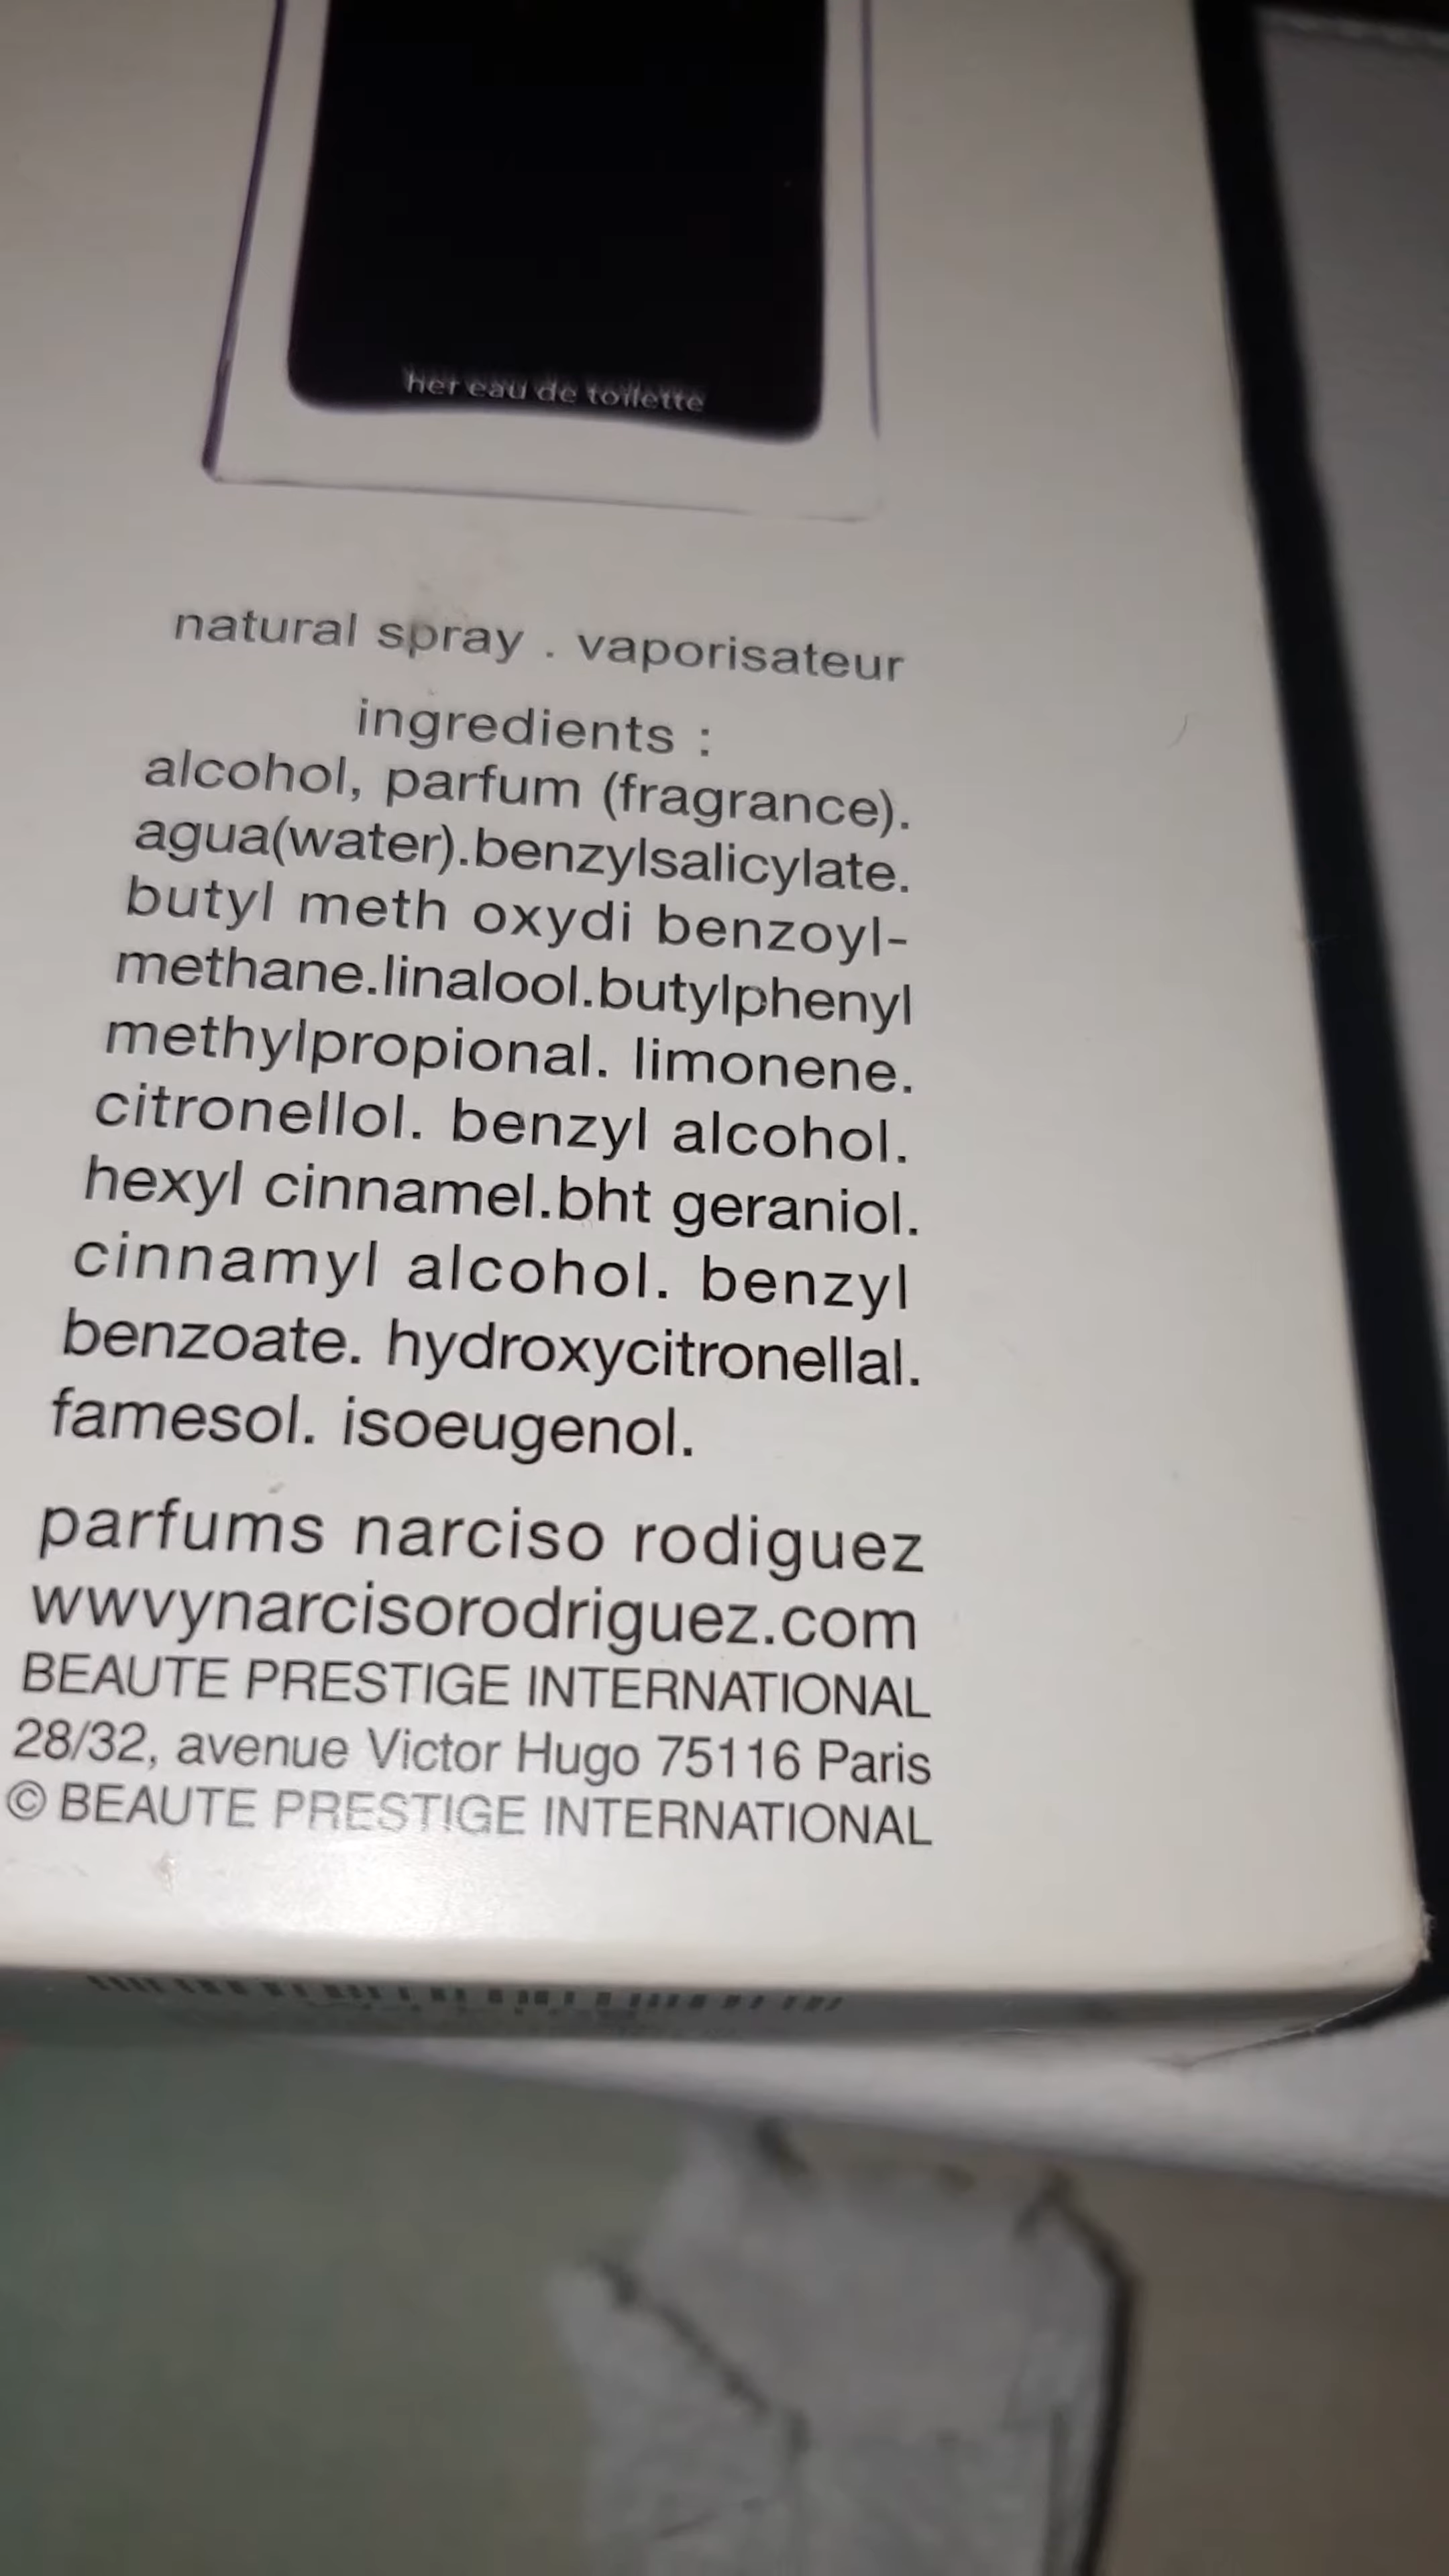 her eau de toilette
natural spray . vaporisateur
ingredients :
alcohol, parfum (fragrance).
agua(water).benzylsalicylate.
butyl meth oxydi benzoyl-
methane.linalool.butylphenyl
methylpropional. limonene.
citronellol. benzyl alcohol.
hexyl cinnamel.bht geraniol.
cinnamyl alcohol. benzyl
benzoate. hydroxycitronellal.
famesol. isoeugenol.
parfums narciso rodiguez
wwvynarcisorodriguez.com
BEAUTE PRESTIGE INTERNATIONAL
28/32, avenue Victor Hugo 75116 Paris
© BEAUTE PRESTIGE INTERNATIONAL